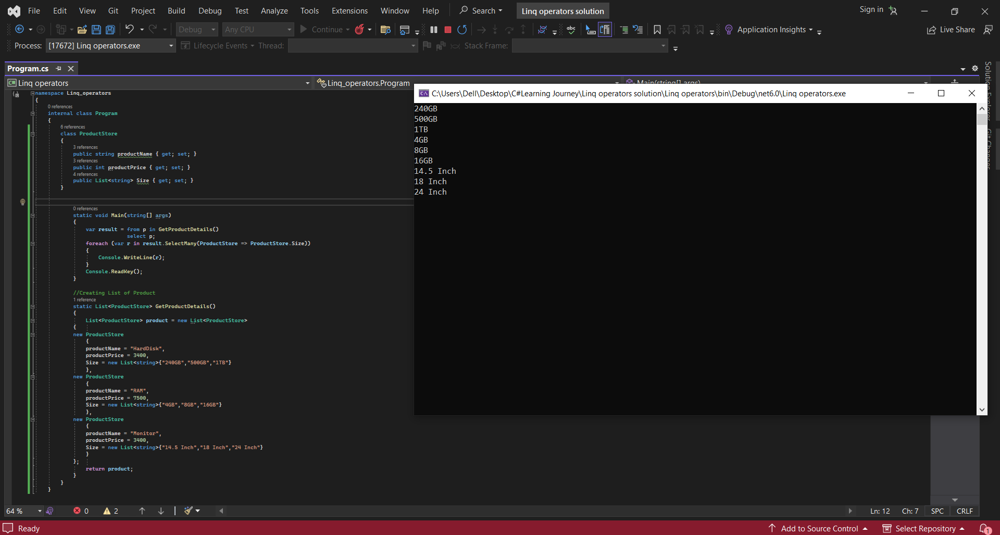 File Edit View Git Project Build Debug Test Analyze Tools Extensions Window Help Search Linq operators solution Sign in
Debug Any CPU Continue abc Application Insights Live Share
Process: [17672] Linq operators.exe Lifecycle Events Thread: Stack Frame:
Program.cs
C# Linq operators Linq_operators.Program Main(string[] args)
Solution Explorer
Git Changes
namespace Linq_operators
{
0 references
internal class Program
{
6 references
class ProductStore
{
3 references
public string productName { get; set; }
3 references
public int productPrice { get; set; }
4 references
public List<string> Size { get; set; }
}
0 references
static void Main(string[] args)
{
var result = from p in GetProductDetails()
select p;
foreach (var r in result.SelectMany(ProductStore => ProductStore.Size))
{
Console.WriteLine(r);
}
Console.ReadKey();
}
//Creating List of Product
1 reference
static List<ProductStore> GetProductDetails()
{
List<ProductStore> product = new List<ProductStore>
{
new ProductStore
{
productName = "HardDisk",
productPrice = 3400,
Size = new List<string>{"240GB","500GB","1TB"}
},
new ProductStore
{
productName = "RAM",
productPrice = 7500,
Size = new List<string>{"4GB","8GB","16GB"}
},
new ProductStore
{
productName = "Monitor",
productPrice = 3400,
Size = new List<string>{"14.5 Inch","18 Inch","24 Inch"}
}
};
return product;
}
}
}
C:\Users\Dell\Desktop\C#Learning Journey\Linq operators solution\Linq operators\bin\Debug\net6.0\Linq operators.exe
240GB
500GB
1TB
4GB
8GB
16GB
14.5 Inch
18 Inch
24 Inch
64 % 0 2 Ln: 12 Ch: 7 SPC CRLF
Ready Add to Source Control Select Repository 1